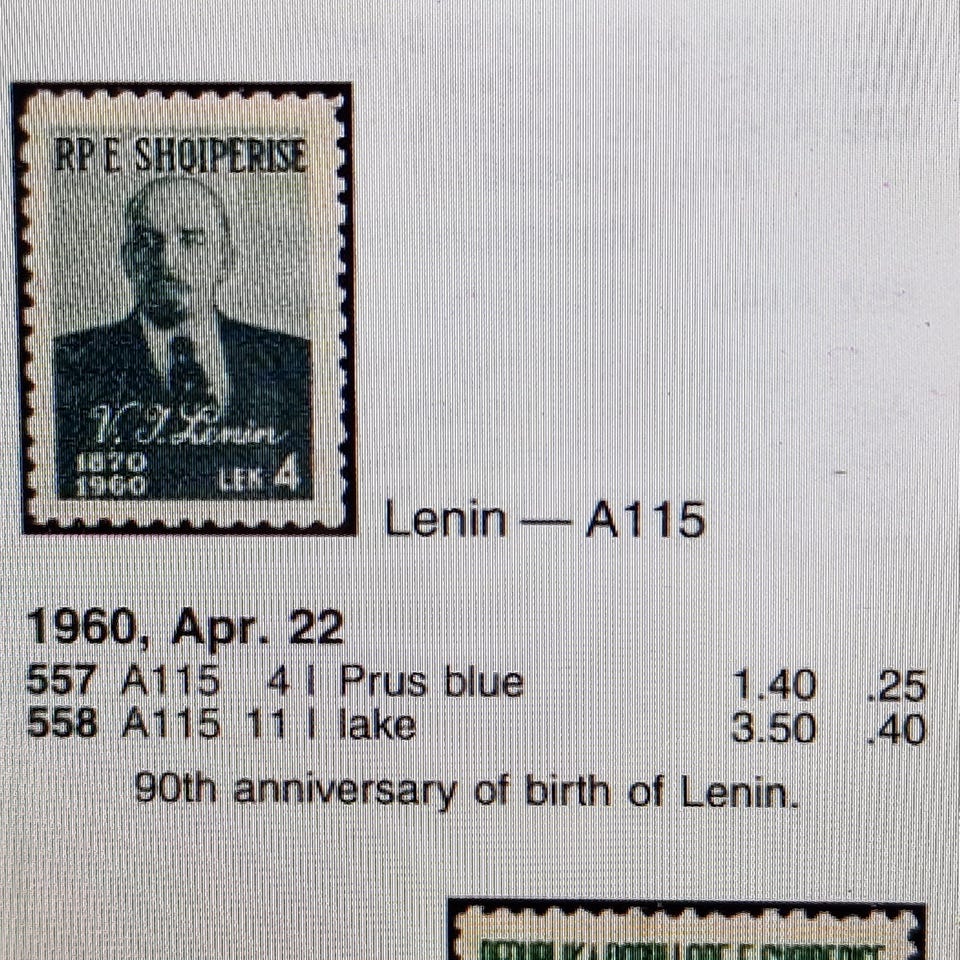 RP E SHQIPERISE
V. I. Lenin
1870
1960
LEK 4
Lenin — A115
1960, Apr. 22
557 A115 4 l Prus blue 1.40 .25
558 A115 11 l lake 3.50 .40
90th anniversary of birth of Lenin.